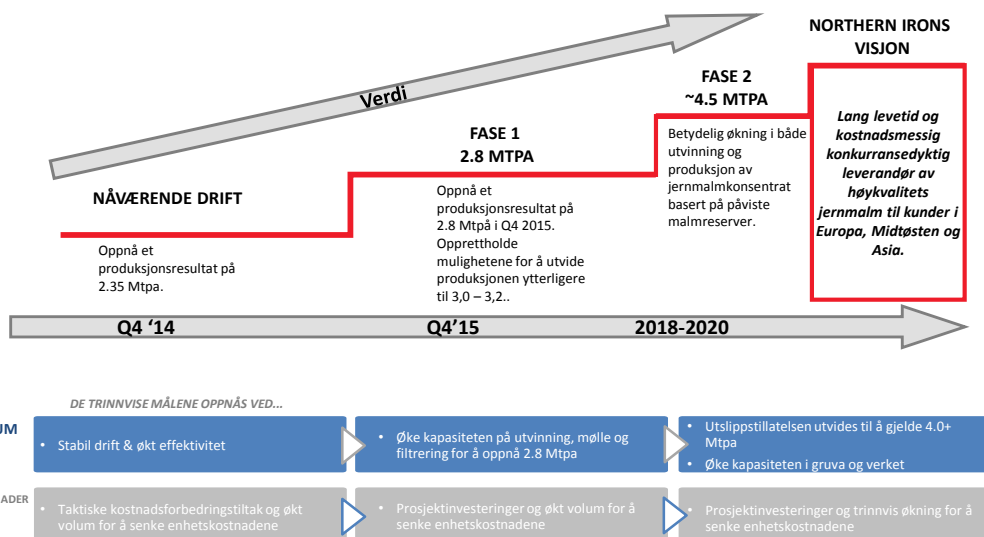 NORTHERN IRONS
VISJON
Verdi
FASE 2
~4.5 MTPA
FASE 1
2.8 MTPA
NÅVÆRENDE DRIFT
Oppnå et
produksjonsresultat på
2.35 Mtpa.
Oppnå et
produksjonsresultat på
2.8 Mtpå i Q4 2015.
Opprettholde
mulighetene for å utvide
produksjonen ytterligere
til 3,0 – 3,2..
Betydelig økning i både
utvinning og
produksjon av
jernmalmkonsentrat
basert på påviste
malmreserver.
Lang levetid og
kostnadsmessig
konkurransedyktig
leverandør av
høykvalitets
jernmalm til kunder i
Europa, Midtøsten og
Asia.
Q4 ‘14
Q4’15
2018-2020
DE TRINNVISE MÅLENE OPPNÅS VED...
UM
• Stabil drift & økt effektivitet
• Øke kapasiteten på utvinning, mølle og
filtrering for å oppnå 2.8 Mtpa
• Utslippstillatelsen utvides til å gjelde 4.0+
Mtpa
• Øke kapasiteten i gruva og verket
ADER
• Taktiske kostnadsforbedringstiltak og økt
volum for å senke enhetskostnadene
• Prosjektinvesteringer og økt volum for å
senke enhetskostnadene
• Prosjektinvesteringer og trinnvis økning for å
senke enhetskostnadene